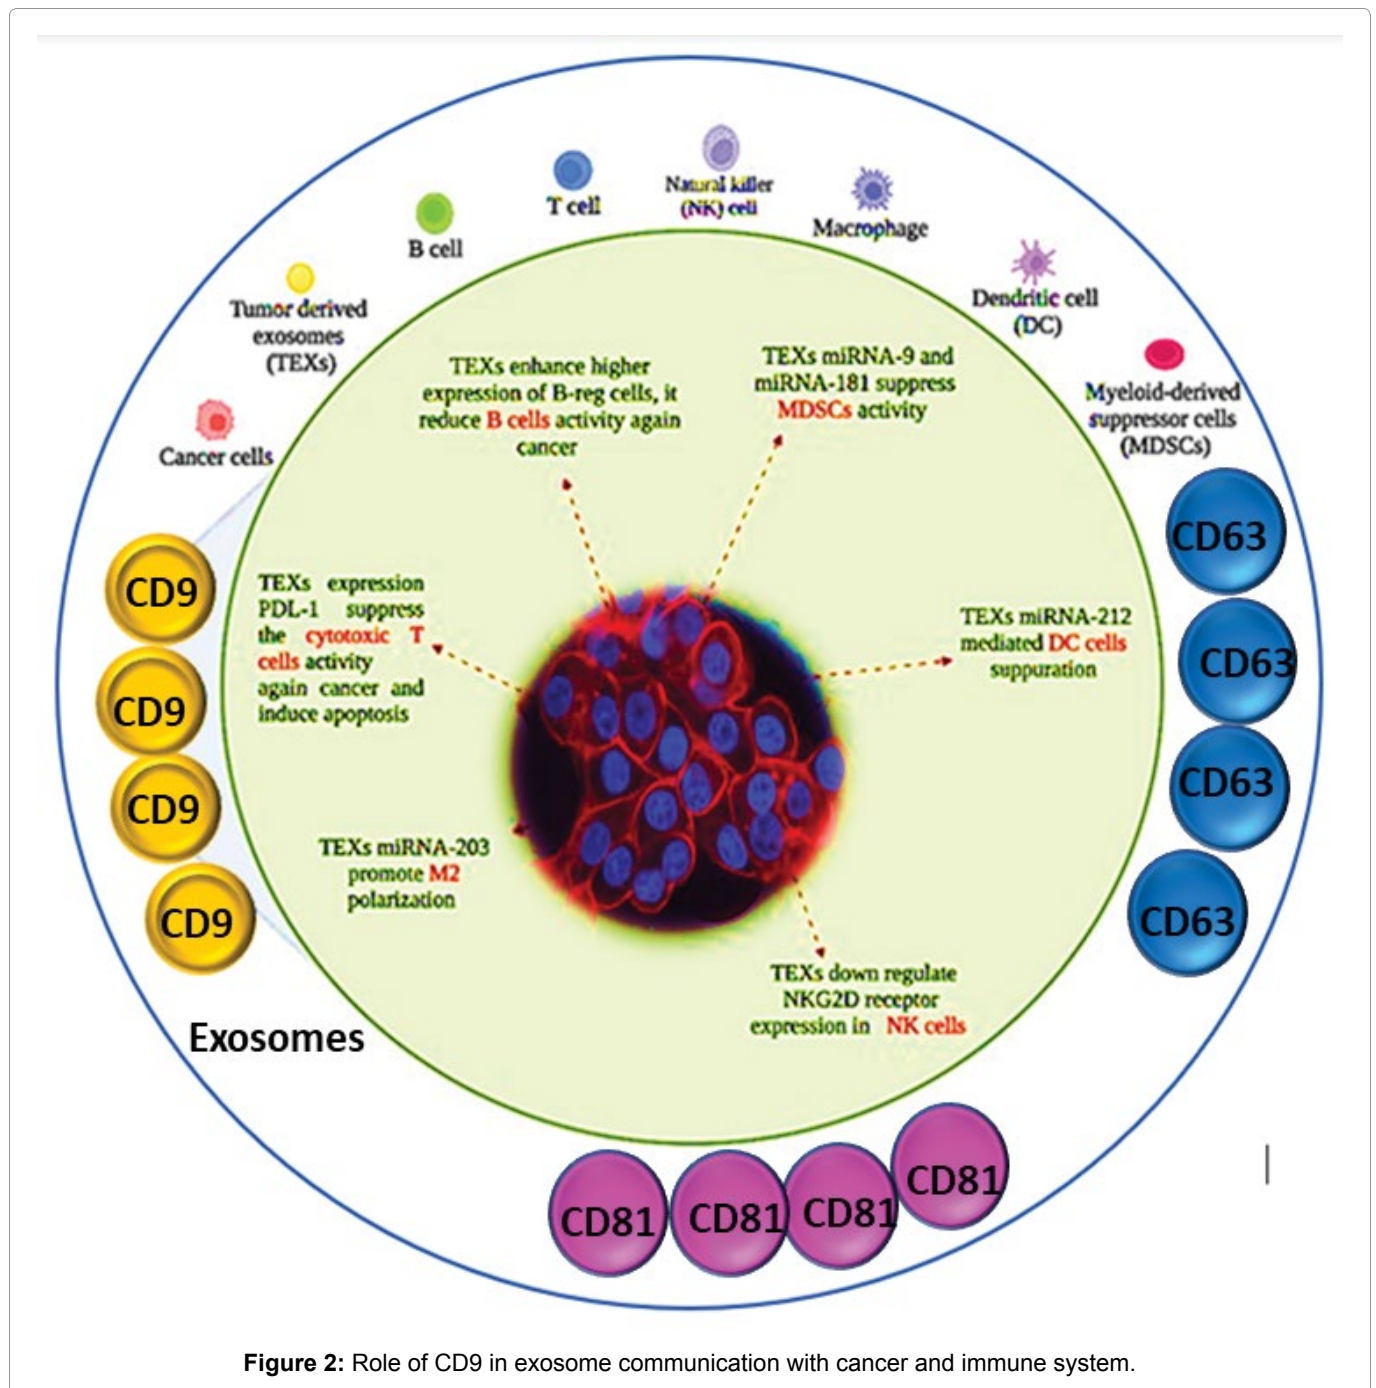 Natural killer
(NK) cell
T cell
Macrophage
B cell
Dendritic cell
(DC)
Tumor derived
exosomes
(TEXs)
Myeloid-derived
suppressor cells
(MDSCs)
Cancer cells
TEXs enhance higher
expression of B-reg cells, it
reduce B cells activity again
cancer
TEXs miRNA-9 and
miRNA-181 suppress
MDSCs activity
TEXs expression
PDL-1 suppress
the cytotoxic T
cells activity
again cancer and
induce apoptosis
TEXs miRNA-212
mediated DC cells
suppuration
TEXs miRNA-203
promote M2
polarization
TEXs down regulate
NKG2D receptor
expression in NK cells
CD9
CD9
CD9
CD9
CD63
CD63
CD63
CD63
Exosomes
CD81
CD81
CD81
CD81
Figure 2: Role of CD9 in exosome communication with cancer and immune system.